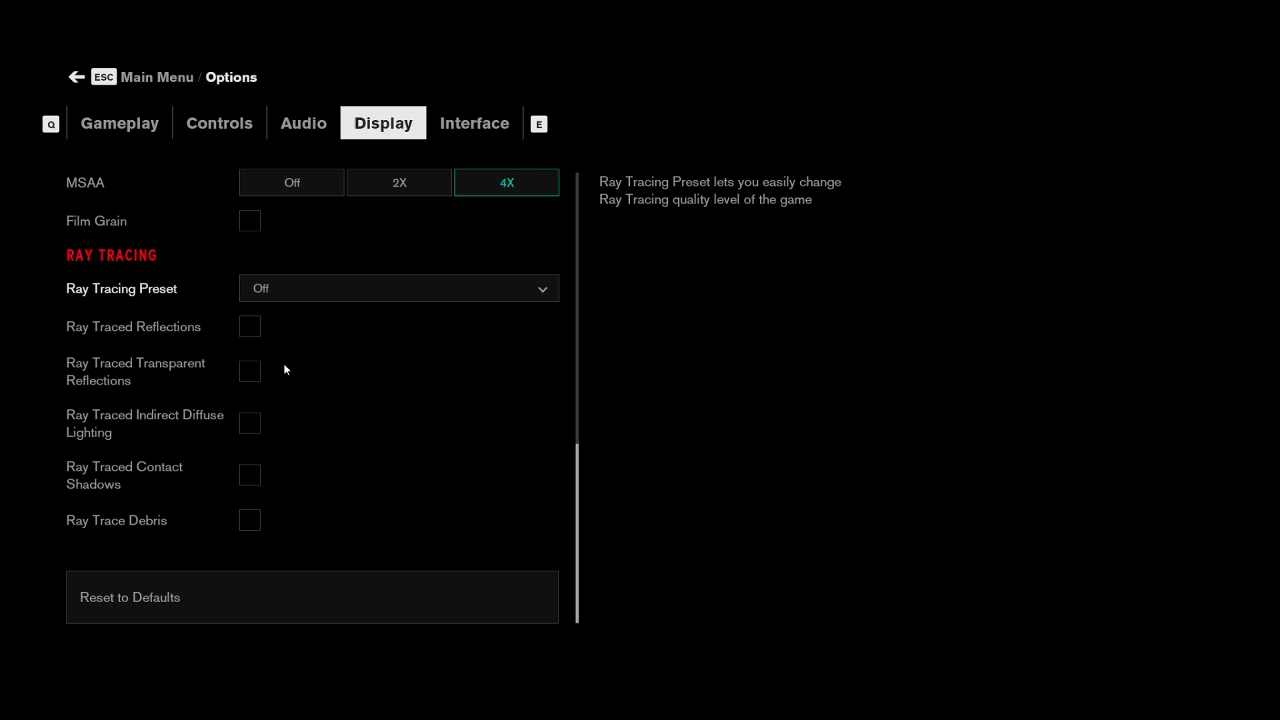 ESC Main Menu / Options
Q Gameplay Controls Audio Display Interface E
MSAA Off 2X 4X
Film Grain
RAY TRACING
Ray Tracing Preset Off
Ray Traced Reflections
Ray Traced Transparent
Reflections
Ray Traced Indirect Diffuse
Lighting
Ray Traced Contact
Shadows
Ray Trace Debris
Reset to Defaults
Ray Tracing Preset lets you easily change
Ray Tracing quality level of the game